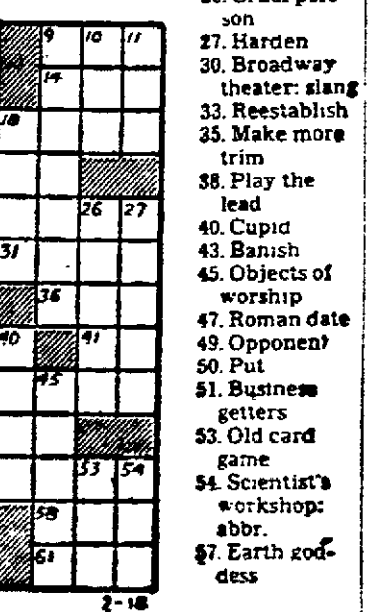 9 10 11
14
18
26 27
31
36
40 41
45
53 54
58
61
2-18
son
27. Harden
30. Broadway
theater: slang
33. Reestablish
35. Make more
trim
38. Play the
lead
40. Cupid
43. Banish
45. Objects of
worship
47. Roman date
49. Opponent
50. Put
51. Business
getters
53. Old card
game
54. Scientist's
workshop:
abbr.
57. Earth god-
dess